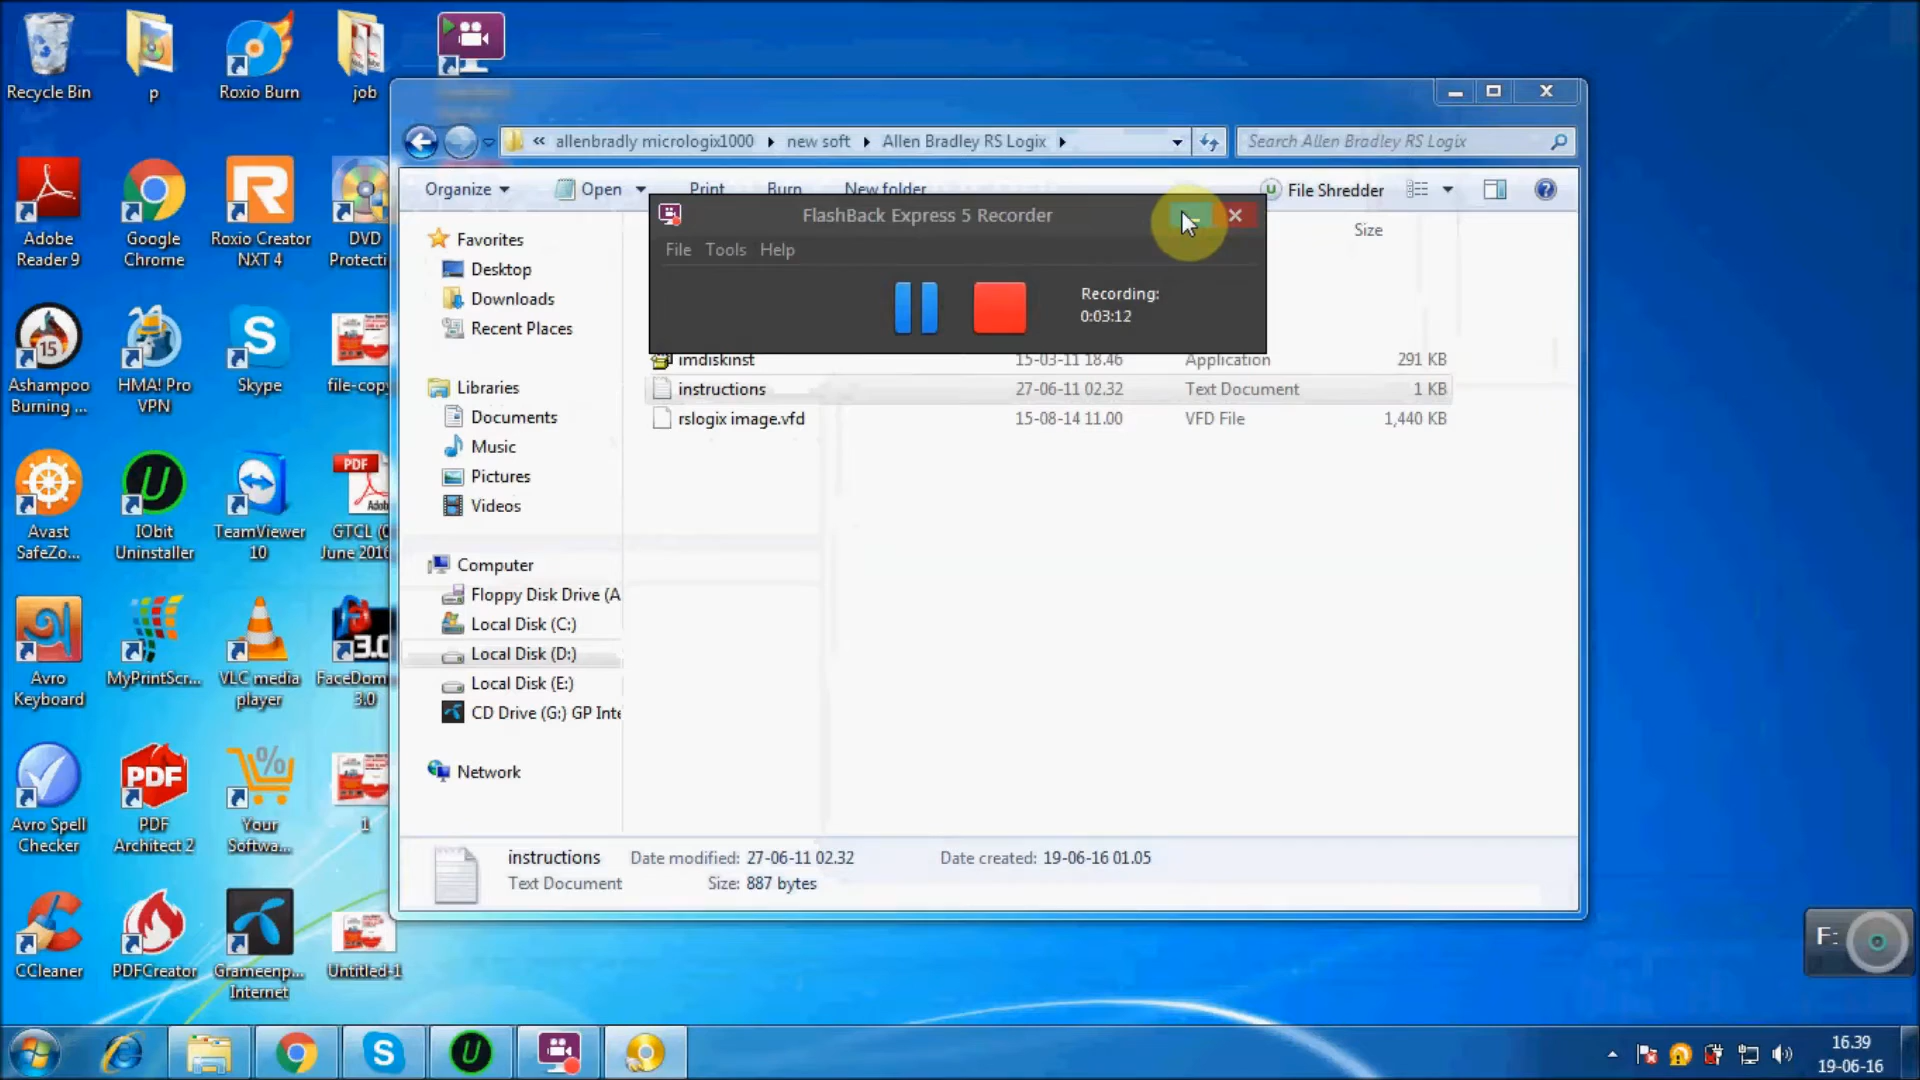 Recycle Bin
p
Roxio Burn
job
Adobe
Reader 9
Google
Chrome
Roxio Creator
NXT 4
DVD
Protecti
15
Ashampoo
Burning ...
HMA! Pro
VPN
Skype
file-copy
Avast
SafeZo...
IObit
Uninstaller
TeamViewer
10
PDF
Adob
GTCL (
June 2016
Avro
Keyboard
MyPrintScr...
VLC media
player
3.0
FaceDom
3.0
Avro Spell
Checker
PDF
PDF
Architect 2
Your
Softwa...
1
CCleaner
PDFCreator
Grameenp...
Internet
Untitled-1
« allenbradly micrologix1000 ▸ new soft ▸ Allen Bradley RS Logix ▸
Search Allen Bradley RS Logix
Organize ▾ Open ▾ Print Burn New folder File Shredder
Size
FlashBack Express 5 Recorder
File Tools Help
Recording:
0:03:12
Favorites
Desktop
Downloads
Recent Places
Libraries
Documents
Music
Pictures
Videos
Computer
Floppy Disk Drive (A
Local Disk (C:)
Local Disk (D:)
Local Disk (E:)
CD Drive (G:) GP Inte
Network
imdiskinst 15-03-11 18.46 Application 291 KB
instructions 27-06-11 02.32 Text Document 1 KB
rslogix image.vfd 15-08-14 11.00 VFD File 1,440 KB
instructions Date modified: 27-06-11 02.32 Date created: 19-06-16 01.05
Text Document Size: 887 bytes
F:
16.39
19-06-16